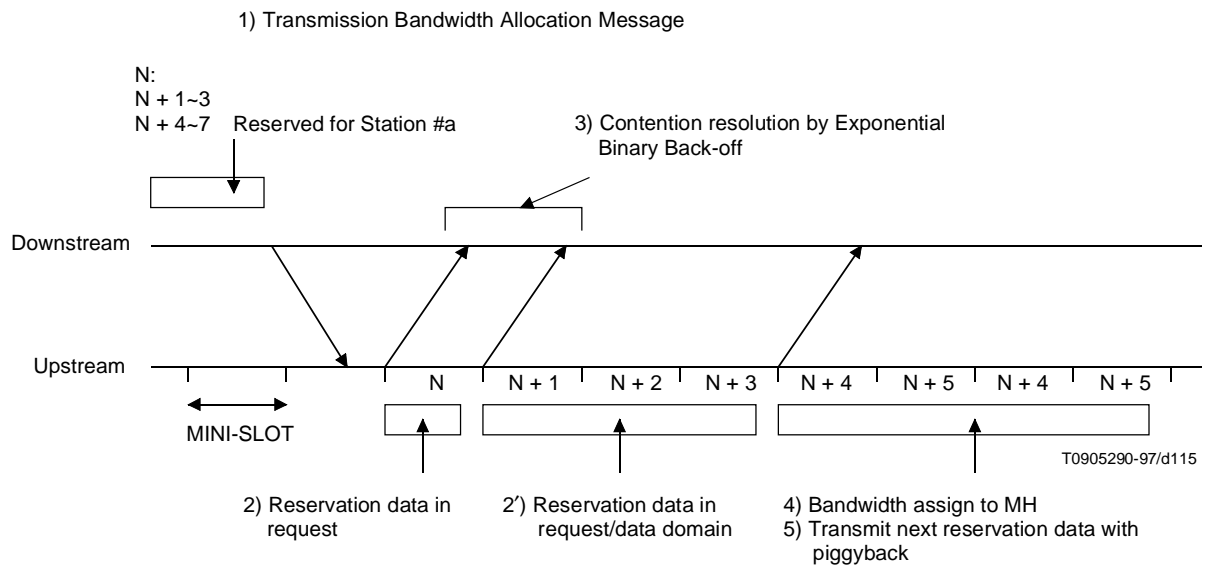 1) Transmission Bandwidth Allocation Message
N:
N + 1~3
N + 4~7 Reserved for Station #a
3) Contention resolution by Exponential
Binary Back-off
Downstream
Upstream
N N + 1 N + 2 N + 3 N + 4 N + 5 N + 4 N + 5
MINI-SLOT
T0905290-97/d115
2) Reservation data in
request
2′) Reservation data in
request/data domain
4) Bandwidth assign to MH
5) Transmit next reservation data with
piggyback